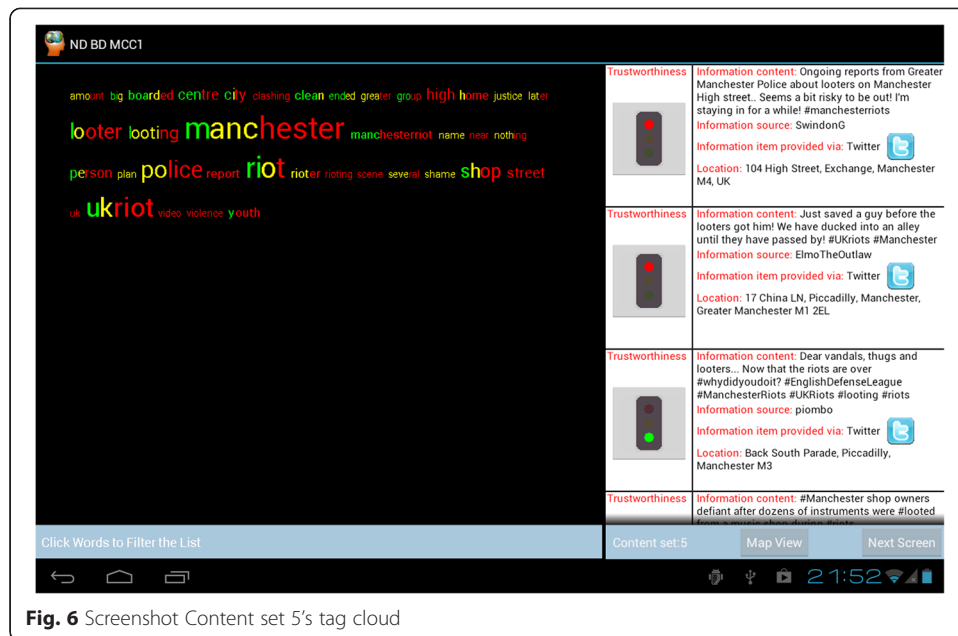 ND BD MCC1
amount big boarded centre city clashing clean ended greater group high home justice later
looter looting manchester manchesterriot name near nothing
person plan police report riot rioter rioting scene several shame shop street
uk ukriot video violence youth
Trustworthiness
Information content: Ongoing reports from Greater
Manchester Police about looters on Manchester
High street.. Seems a bit risky to be out! I'm
staying in for a while! #manchesterriots
Information source: SwindonG
Information item provided via: Twitter
Location: 104 High Street, Exchange, Manchester
M4, UK
Trustworthiness
Information content: Just saved a guy before the
looters got him! We have ducked into an alley
until they have passed by! #UKriots #Manchester
Information source: ElmoTheOutlaw
Information item provided via: Twitter
Location: 17 China LN, Piccadilly, Manchester,
Greater Manchester M1 2EL
Trustworthiness
Information content: Dear vandals, thugs and
looters... Now that the riots are over
#whydidyoudoit? #EnglishDefenseLeague
#ManchesterRiots #UKRiots #looting #riots
Information source: piombo
Information item provided via: Twitter
Location: Back South Parade, Piccadilly,
Manchester M3
Trustworthiness
Information content: #Manchester shop owners
defiant after dozens of instruments were #looted
from a music shop during #riots
Click Words to Filter the List
Content set:5
Map View
Next Screen
21:52
Fig. 6 Screenshot Content set 5's tag cloud